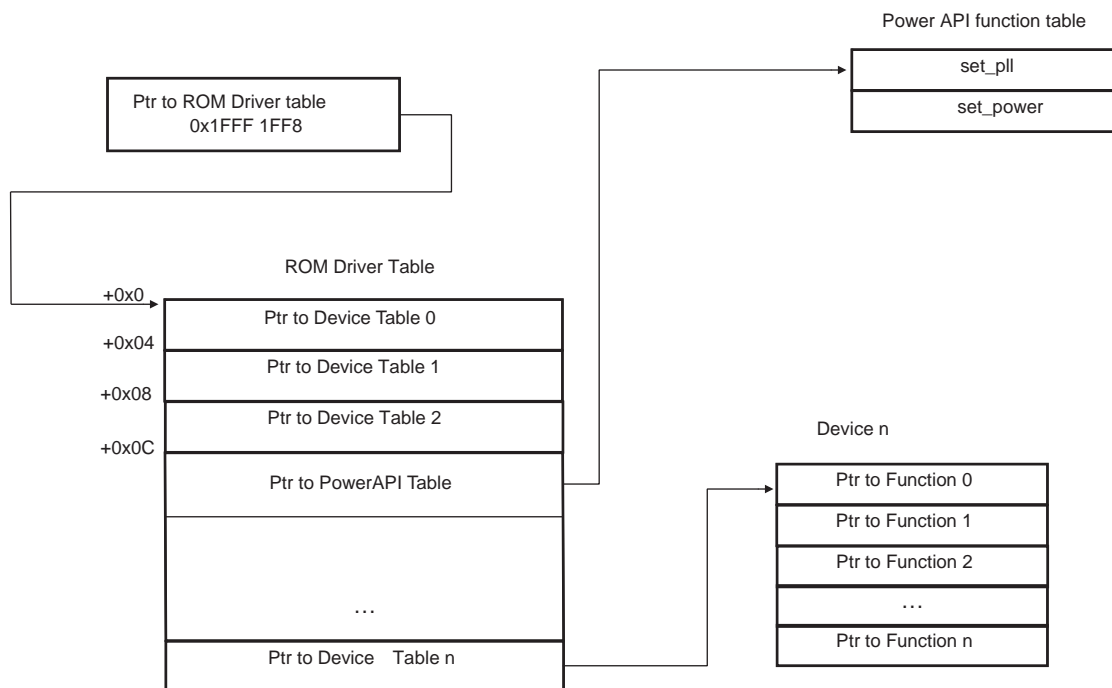 Power API function table
set_pll
set_power
Ptr to ROM Driver table
0x1FFF 1FF8
ROM Driver Table
+0x0
Ptr to Device Table 0
+0x04
Ptr to Device Table 1
+0x08
Ptr to Device Table 2
+0x0C
Ptr to PowerAPI Table
…
Ptr to Device Table n
Device n
Ptr to Function 0
Ptr to Function 1
Ptr to Function 2
…
Ptr to Function n